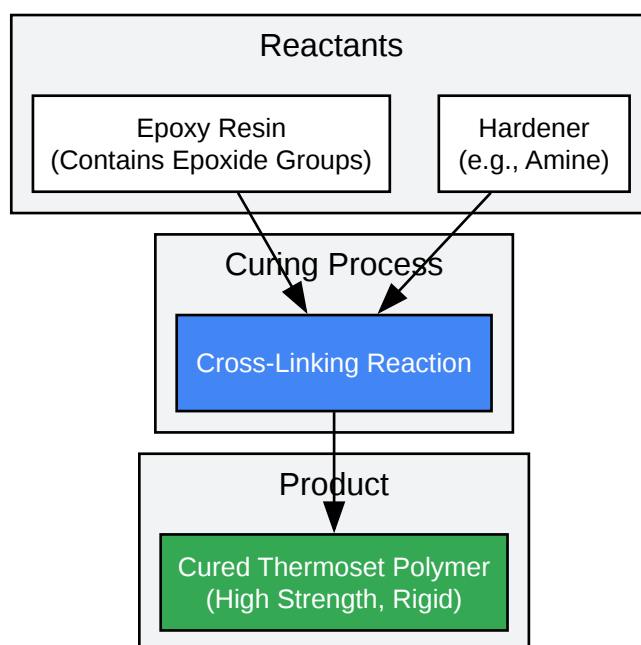 Reactants
Epoxy Resin
(Contains Epoxide Groups)
Hardener
(e.g., Amine)
Curing Process
Cross-Linking Reaction
Product
Cured Thermoset Polymer
(High Strength, Rigid)